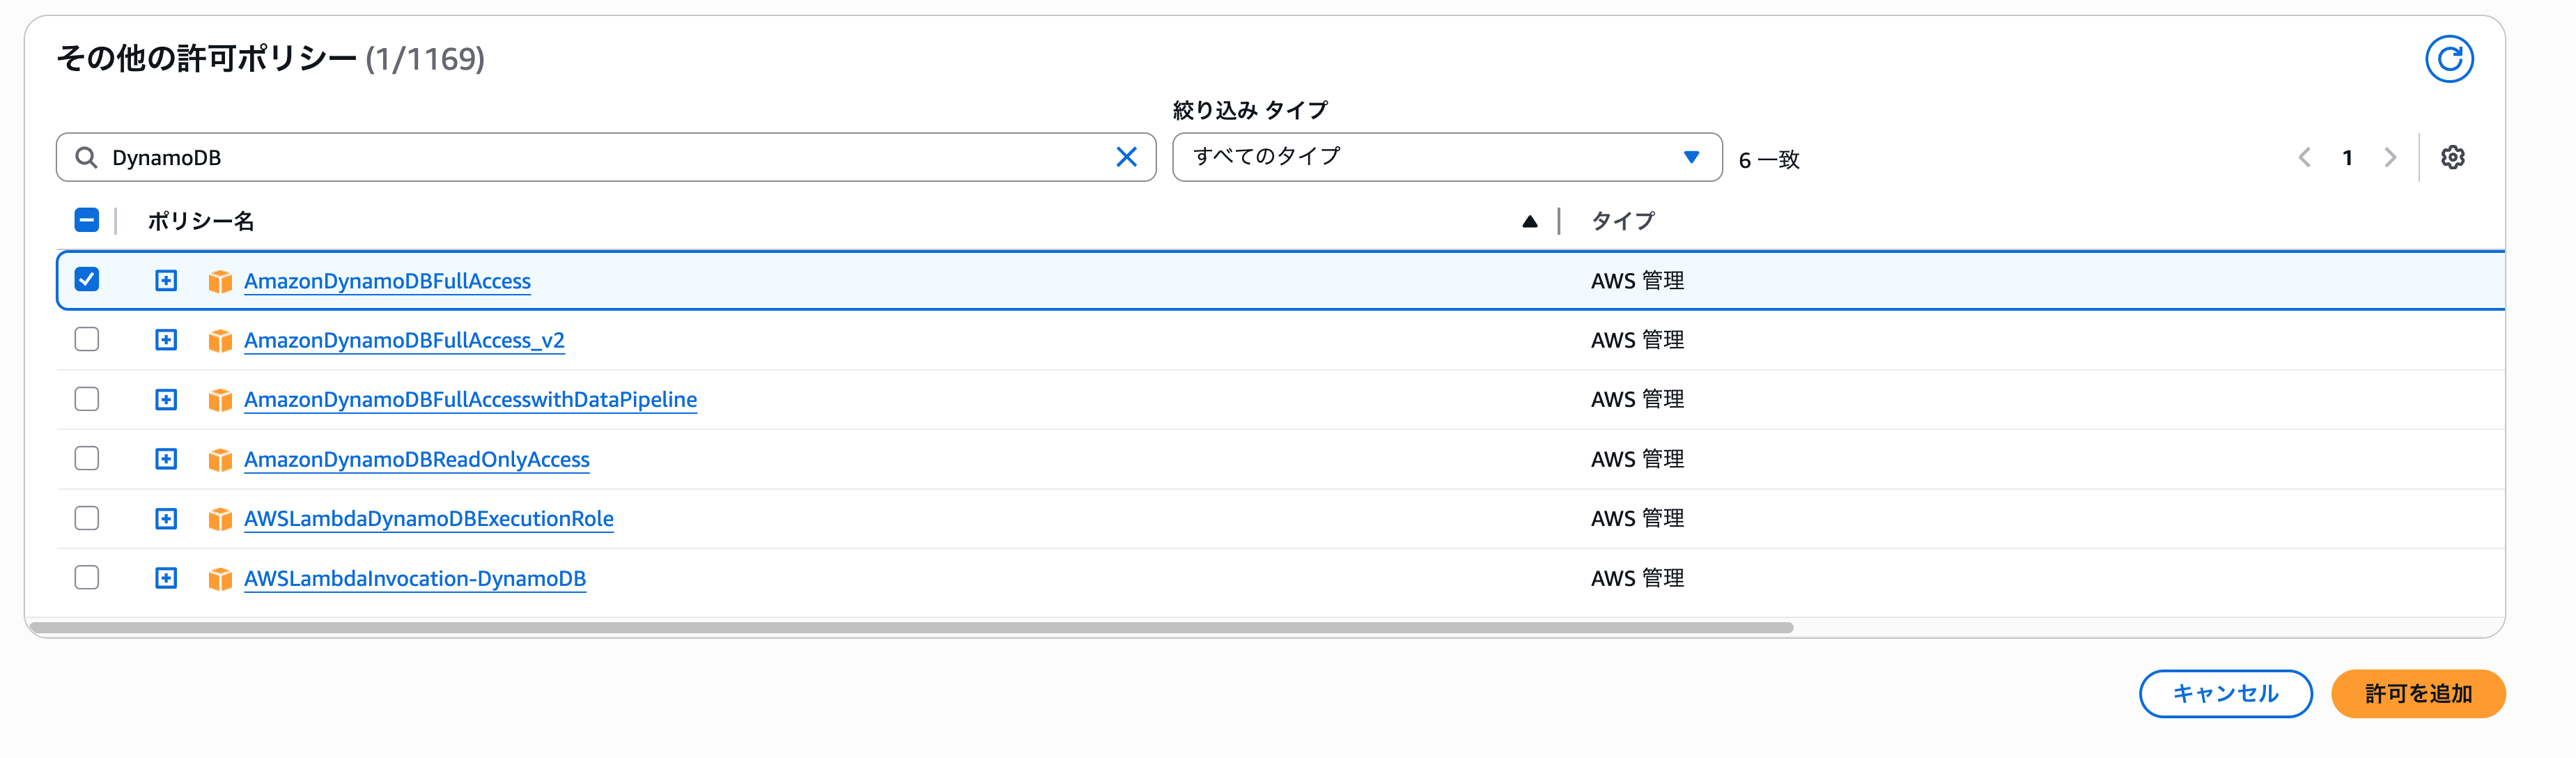 その他の許可ポリシー (1/1169)
絞り込み タイプ
DynamoDB
すべてのタイプ
6 一致
1
ポリシー名
タイプ
AmazonDynamoDBFullAccess AWS 管理
AmazonDynamoDBFullAccess_v2 AWS 管理
AmazonDynamoDBFullAccesswithDataPipeline AWS 管理
AmazonDynamoDBReadOnlyAccess AWS 管理
AWSLambdaDynamoDBExecutionRole AWS 管理
AWSLambdaInvocation-DynamoDB AWS 管理
キャンセル
許可を追加